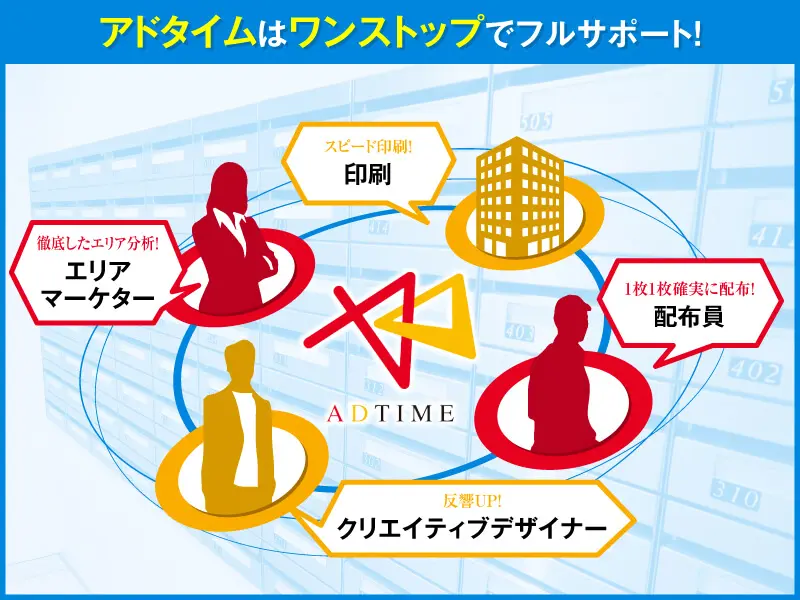 アドタイムはワンストップでフルサポート!
スピード印刷!
印刷
徹底したエリア分析!
エリア
マーケター
1枚1枚確実に配布!
配布員
ADTIME
反響UP!
クリエイティブデザイナー
505
412
414
403
402
310